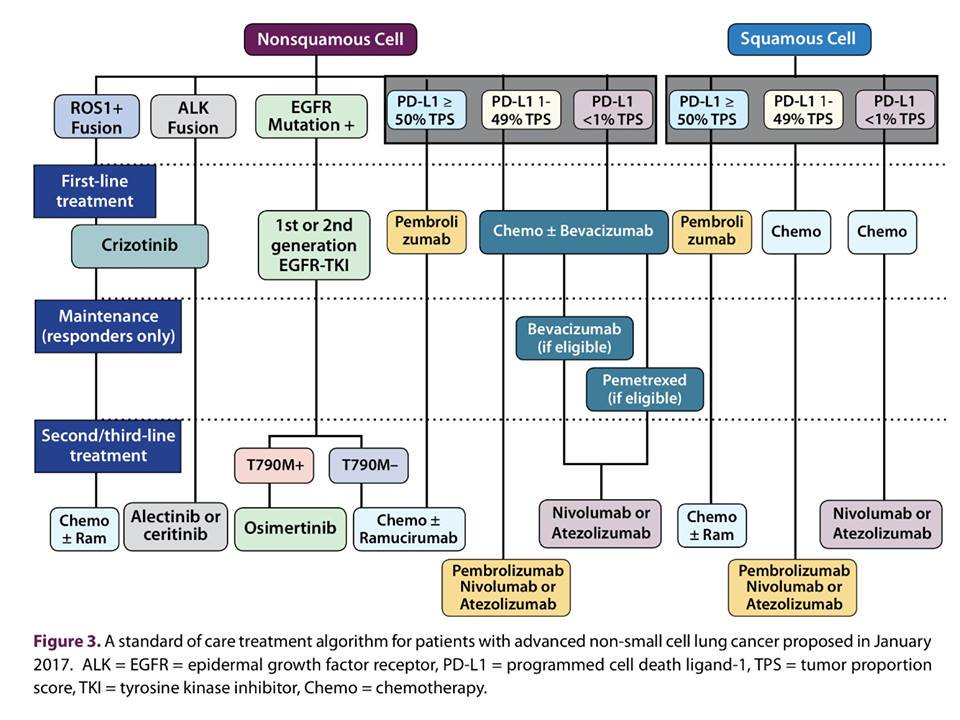 Nonsquamous Cell
Squamous Cell
ROS1+
Fusion
ALK
Fusion
EGFR
Mutation +
PD-L1 ≥
50% TPS
PD-L1 1-
49% TPS
PD-L1
<1% TPS
PD-L1 ≥
50% TPS
PD-L1 1-
49% TPS
PD-L1
<1% TPS
First-line
treatment
Crizotinib
1st or 2nd
generation
EGFR-TKI
Pembroli
zumab
Chemo ± Bevacizumab
Pembroli
zumab
Chemo
Chemo
Maintenance
(responders only)
Bevacizumab
(if eligible)
Pemetrexed
(if eligible)
Second/third-line
treatment
T790M+
T790M–
Chemo
± Ram
Alectinib or
ceritinib
Osimertinib
Chemo ±
Ramucirumab
Nivolumab or
Atezolizumab
Chemo
± Ram
Nivolumab or
Atezolizumab
Pembrolizumab
Nivolumab or
Atezolizumab
Pembrolizumab
Nivolumab or
Atezolizumab
Figure 3. A standard of care treatment algorithm for patients with advanced non-small cell lung cancer proposed in January
2017. ALK = EGFR = epidermal growth factor receptor, PD-L1 = programmed cell death ligand-1, TPS = tumor proportion
score, TKI = tyrosine kinase inhibitor, Chemo = chemotherapy.